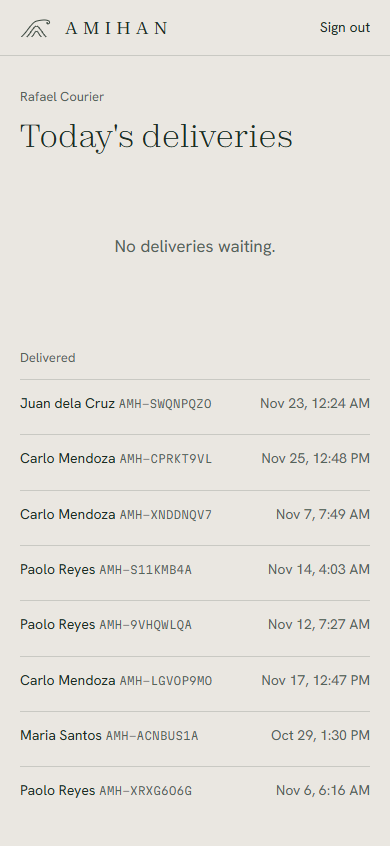 AMIHAN
Sign out
Rafael Courier
Today's deliveries
No deliveries waiting.
Delivered
Juan dela Cruz AMH-SWQNPQZO Nov 23, 12:24 AM
Carlo Mendoza AMH-CPRKT9VL Nov 25, 12:48 PM
Carlo Mendoza AMH-XNDDNQV7 Nov 7, 7:49 AM
Paolo Reyes AMH-S11KMB4A Nov 14, 4:03 AM
Paolo Reyes AMH-9VHQWLQA Nov 12, 7:27 AM
Carlo Mendoza AMH-LGVOP9MO Nov 17, 12:47 PM
Maria Santos AMH-ACNBUS1A Oct 29, 1:30 PM
Paolo Reyes AMH-XRXG6O6G Nov 6, 6:16 AM